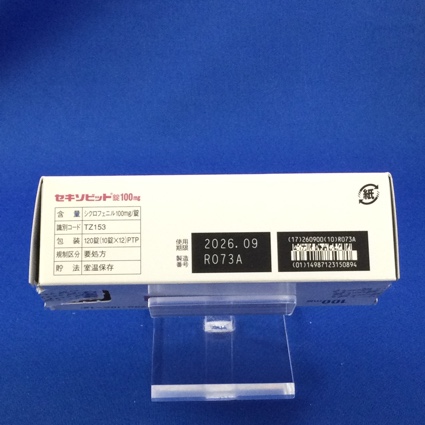 セキソビット錠100mg
含 量 シクロフェニル100mg/錠
識別コード TZ153
包 装 120錠(10錠×12)PTP
規制区分 要処方
貯 法 室温保存
使用期限 2026.09
製造番号 R073A
(17)260900(10)R073A
(01)14987123150894
紙
100mg